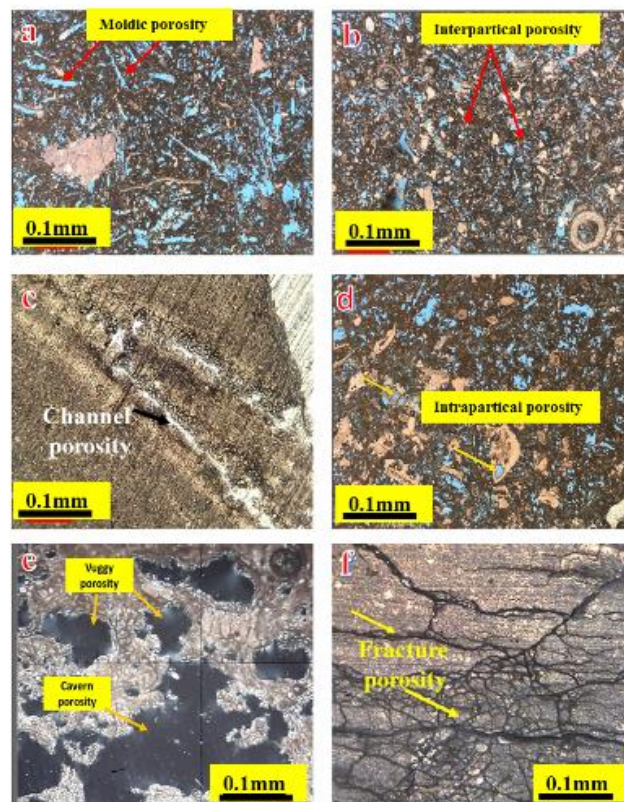 a
Moldic porosity
0.1mm
b
Interpartical porosity
0.1mm
c
Channel
porosity
0.1mm
d
Intrapartical porosity
0.1mm
e
Vuggy
porosity
Cavern
porosity
0.1mm
f
Fracture
porosity
0.1mm